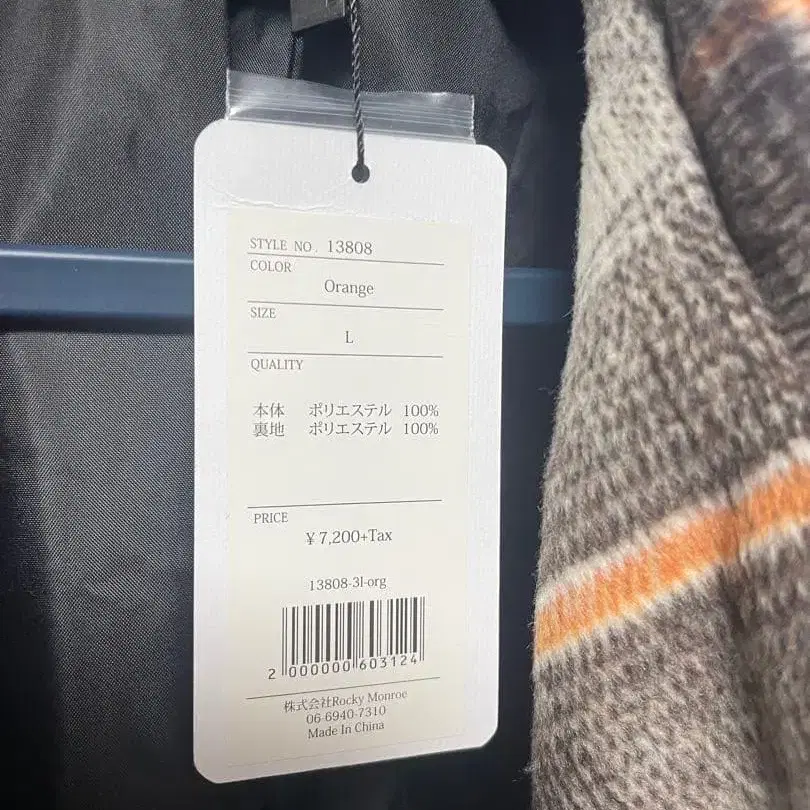 STYLE NO. 13808
COLOR
Orange
SIZE
L
QUALITY
本体 ポリエステル 100%
裏地 ポリエステル 100%
PRICE
¥7,200+Tax
13808-3l-org
2 000000 603124
株式会社Rocky Monroe
06-6940-7310
Made In China